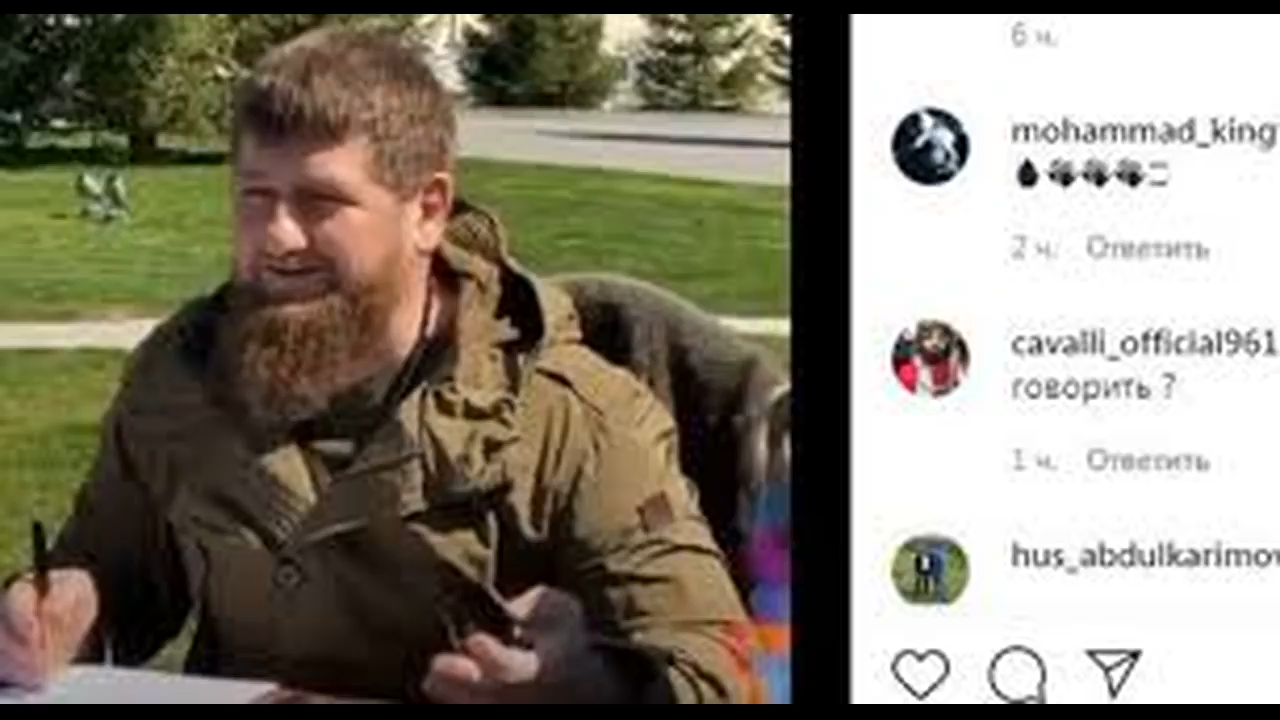 6 ч.
mohammad_king
2 ч. Ответить
cavalli_official961
говорить ?
1 ч. Ответить
hus_abdulkarimov